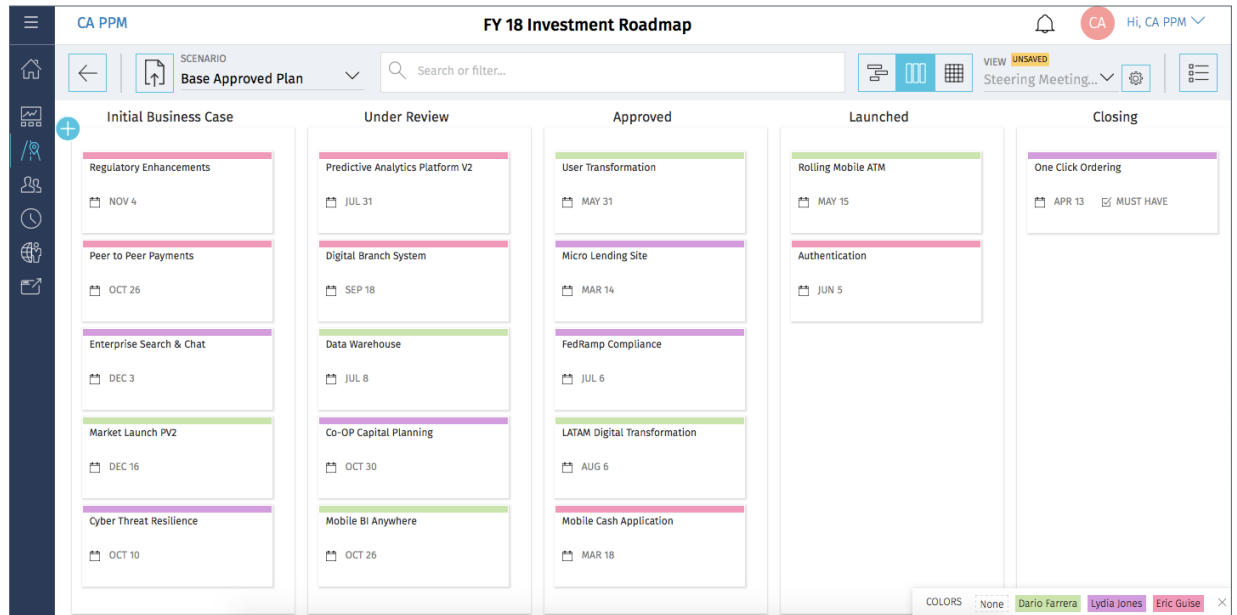 CA PPM
FY 18 Investment Roadmap
CA
Hi, CA PPM
SCENARIO
Base Approved Plan
Search or filter...
VIEW UNSAVED
Steering Meeting...
Initial Business Case
Regulatory Enhancements
NOV 4
Peer to Peer Payments
OCT 26
Enterprise Search & Chat
DEC 3
Market Launch PV2
DEC 16
Cyber Threat Resilience
OCT 10
Under Review
Predictive Analytics Platform V2
JUL 31
Digital Branch System
SEP 18
Data Warehouse
JUL 8
Co-OP Capital Planning
OCT 30
Mobile BI Anywhere
OCT 26
Approved
User Transformation
MAY 31
Micro Lending Site
MAR 14
FedRamp Compliance
JUL 6
LATAM Digital Transformation
AUG 6
Mobile Cash Application
MAR 18
Launched
Rolling Mobile ATM
MAY 15
Authentication
JUN 5
Closing
One Click Ordering
APR 13 MUST HAVE
COLORS None Dario Farrera Lydia Jones Eric Guise